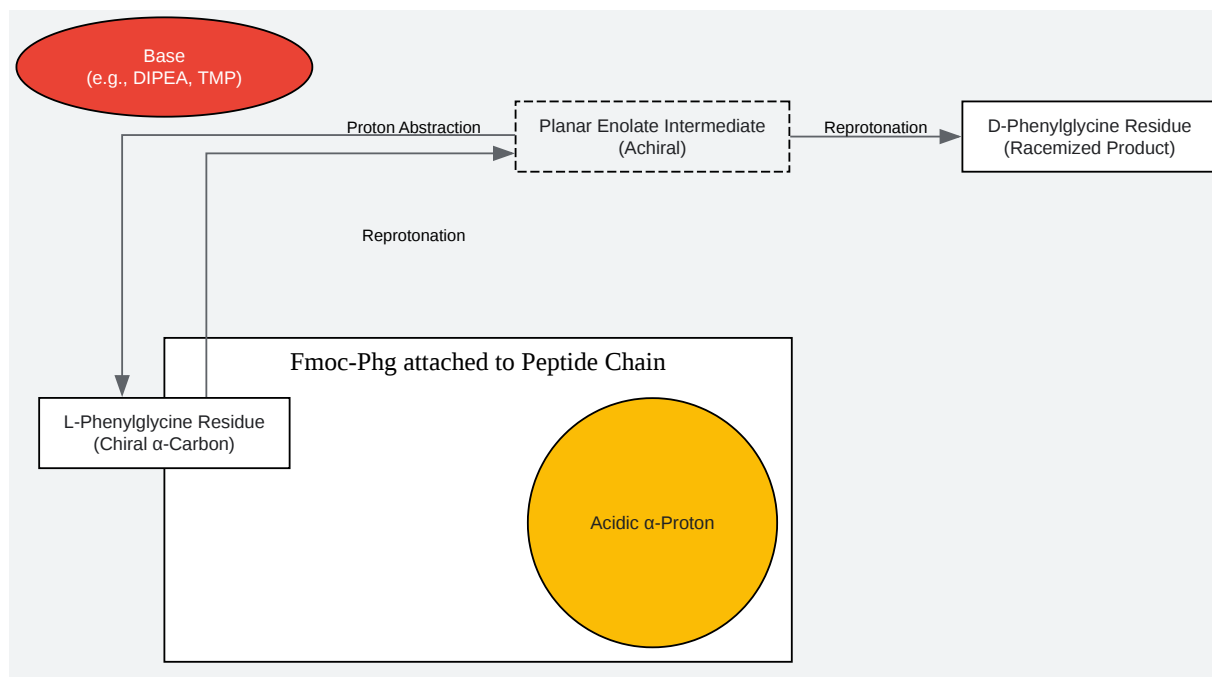 Base
(e.g., DIPEA, TMP)
Proton Abstraction
Planar Enolate Intermediate
(Achiral)
Reprotonation
D-Phenylglycine Residue
(Racemized Product)
Reprotonation
Fmoc-Phg attached to Peptide Chain
L-Phenylglycine Residue
(Chiral α-Carbon)
Acidic α-Proton